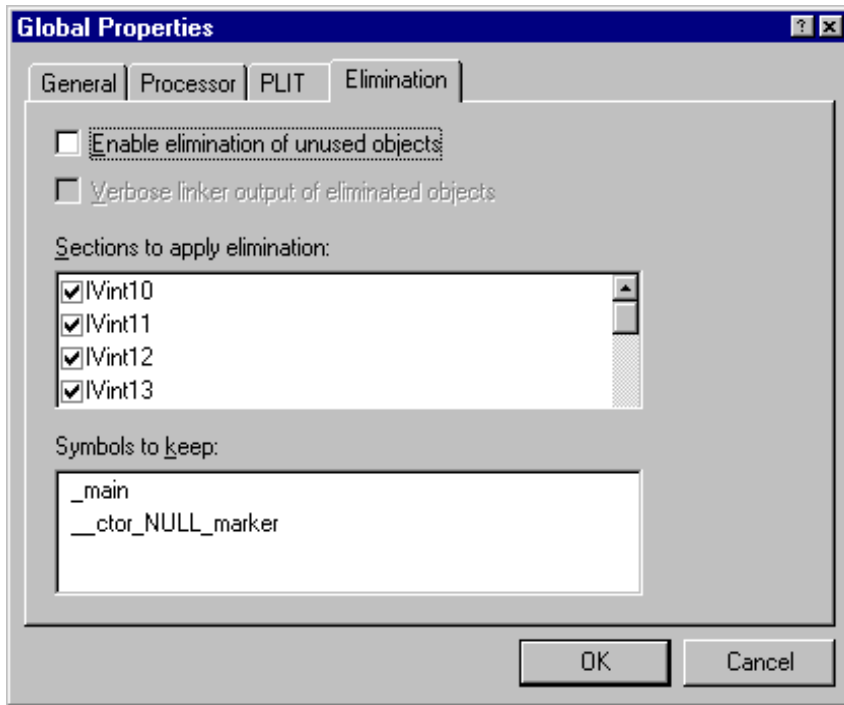 Global Properties
General Processor PLIT Elimination
Enable elimination of unused objects
Verbose linker output of eliminated objects
Sections to apply elimination:
IVint10
IVint11
IVint12
IVint13
Symbols to keep:
_main
__ctor_NULL_marker
OK Cancel